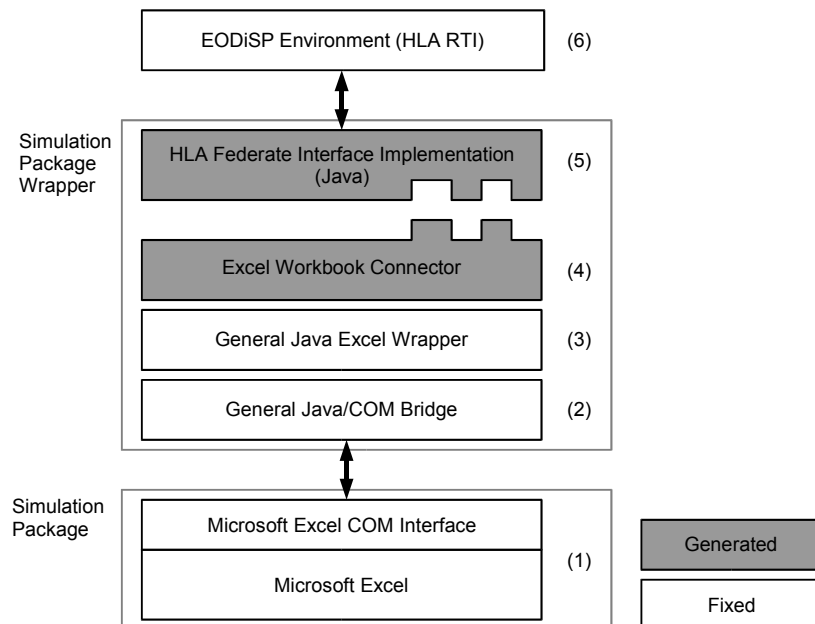 EODiSP Environment (HLA RTI)
(6)
Simulation
Package
Wrapper
HLA Federate Interface Implementation
(Java)
(5)
Excel Workbook Connector
(4)
General Java Excel Wrapper
(3)
General Java/COM Bridge
(2)
Simulation
Package
Microsoft Excel COM Interface
Microsoft Excel
(1)
Generated
Fixed